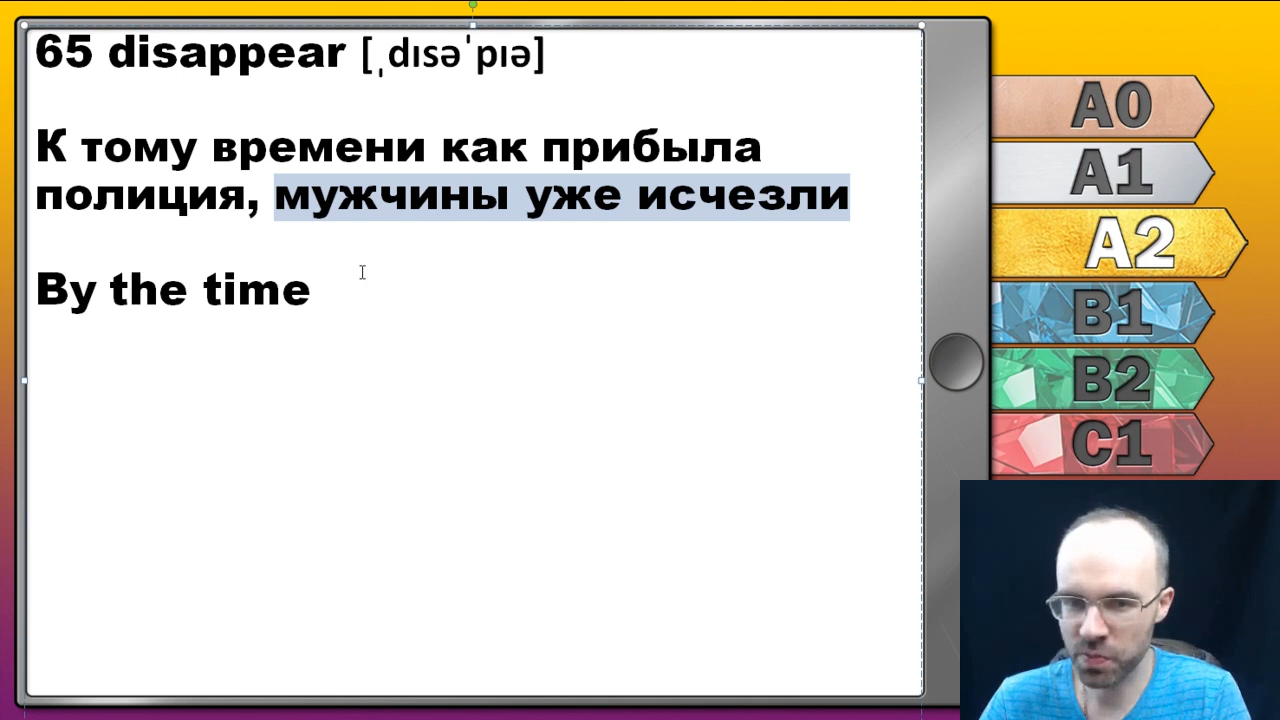 65 disappear [ˌdɪsəˈpɪə]
К тому времени как прибыла
полиция, мужчины уже исчезли
By the time
A0
A1
A2
B1
B2
C1